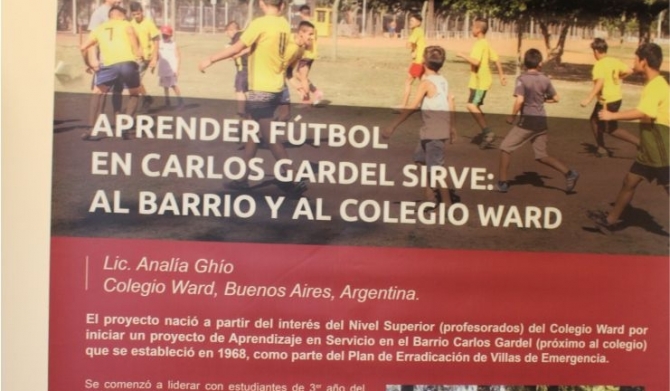 APRENDER FÚTBOL
EN CARLOS GARDEL SIRVE:
AL BARRIO Y AL COLEGIO WARD
Lic. Analía Ghío
Colegio Ward, Buenos Aires, Argentina.
El proyecto nació a partir del interés del Nivel Superior (profesorados) del Colegio Ward por
iniciar un proyecto de Aprendizaje en Servicio en el Barrio Carlos Gardel (próximo al colegio)
que se estableció en 1968, como parte del Plan de Erradicación de Villas de Emergencia.
Se comenzó a liderar con estudiantes de 3er año del